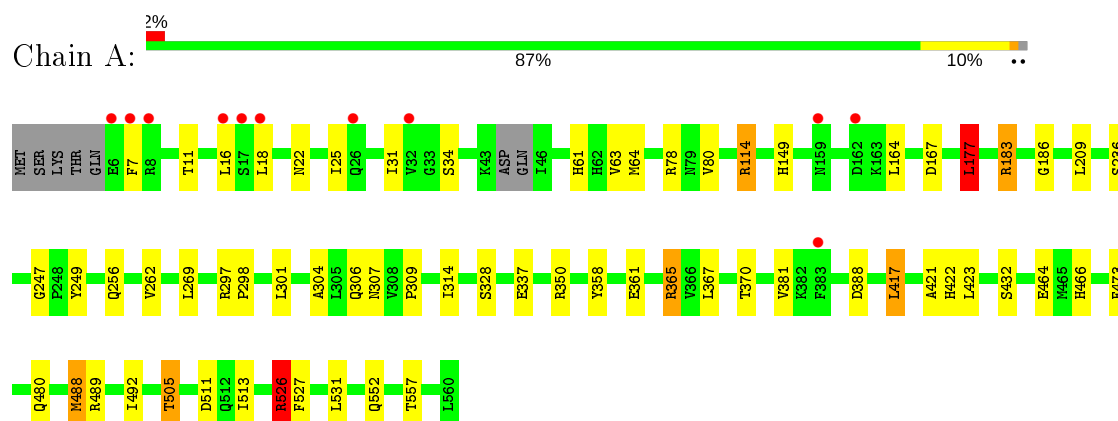 2%
Chain A:
87% 10% ••
MET SER LYS THR GLN E6 F7 R8 T11 L16 S17 L18 N22 I25 Q26 I31 V32 G33 S34 K43 ASP GLN I46 H61 H62 V63 M64 R78 N79 V80 R114 H149 N159 D162 K163 L164 D167 L177 R183 G186 L209 S236
G247 P248 Y249 Q256 V262 L269 R297 P298 L301 A304 L305 Q306 N307 V308 P309 I314 S328 E337 R350 Y358 E361 R365 V366 L367 T370 V381 K382 F383 D388 L417 A421 H422 L423 S432 E464 M465 H466
Q480 M488 R489 I492 T505 D511 Q512 I513 R526 F527 L531 Q552 T557 L560